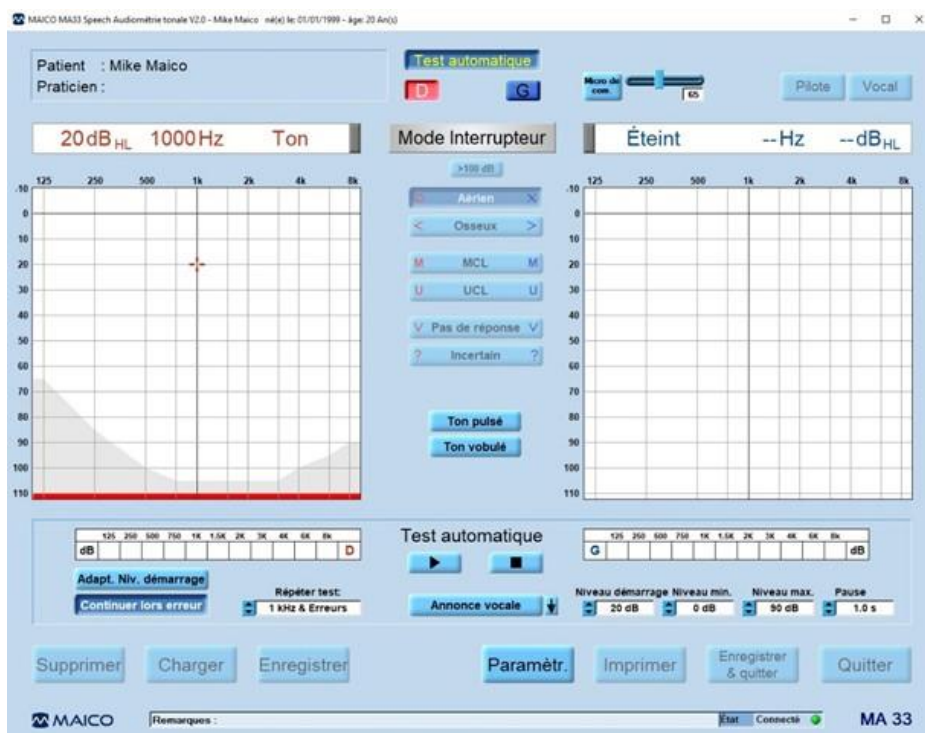 MAICO MA33 Speech Audiométrie tonale V2.0 - Mike Maico né(e) le: 01/01/1999 - âge: 20 An(s)
Patient : Mike Maico
Praticien :
Test automatique
D G
Micro de com.
65
Pilote Vocal
20 dB HL 1000 Hz Ton
Mode Interrupteur
Éteint --Hz --dB HL
>100 dB
125 250 500 1k 2k 4k 8k
-10
0
10
20
30
40
50
60
70
80
90
100
110
Aérien X
< Osseux >
M MCL M
U UCL U
V Pas de réponse V
? Incertain ?
Ton pulsé
Ton vobulé
125 250 500 1k 2k 4k 8k
-10
0
10
20
30
40
50
60
70
80
90
100
110
125 250 500 750 1K 1.5K 2K 3K 4K 6K 8k
dB D
Test automatique
125 250 500 750 1K 1.5K 2K 3K 4K 6K 8k
G dB
Adapt. Niv. démarrage
Continuer lors erreur
Répéter test:
1 kHz & Erreurs
Annonce vocale
Niveau démarrage Niveau min. Niveau max. Pause
20 dB 0 dB 90 dB 1.0 s
Supprimer Charger Enregistrer Paramètr. Imprimer Enregistrer & quitter Quitter
MAICO Remarques : État Connecté MA 33